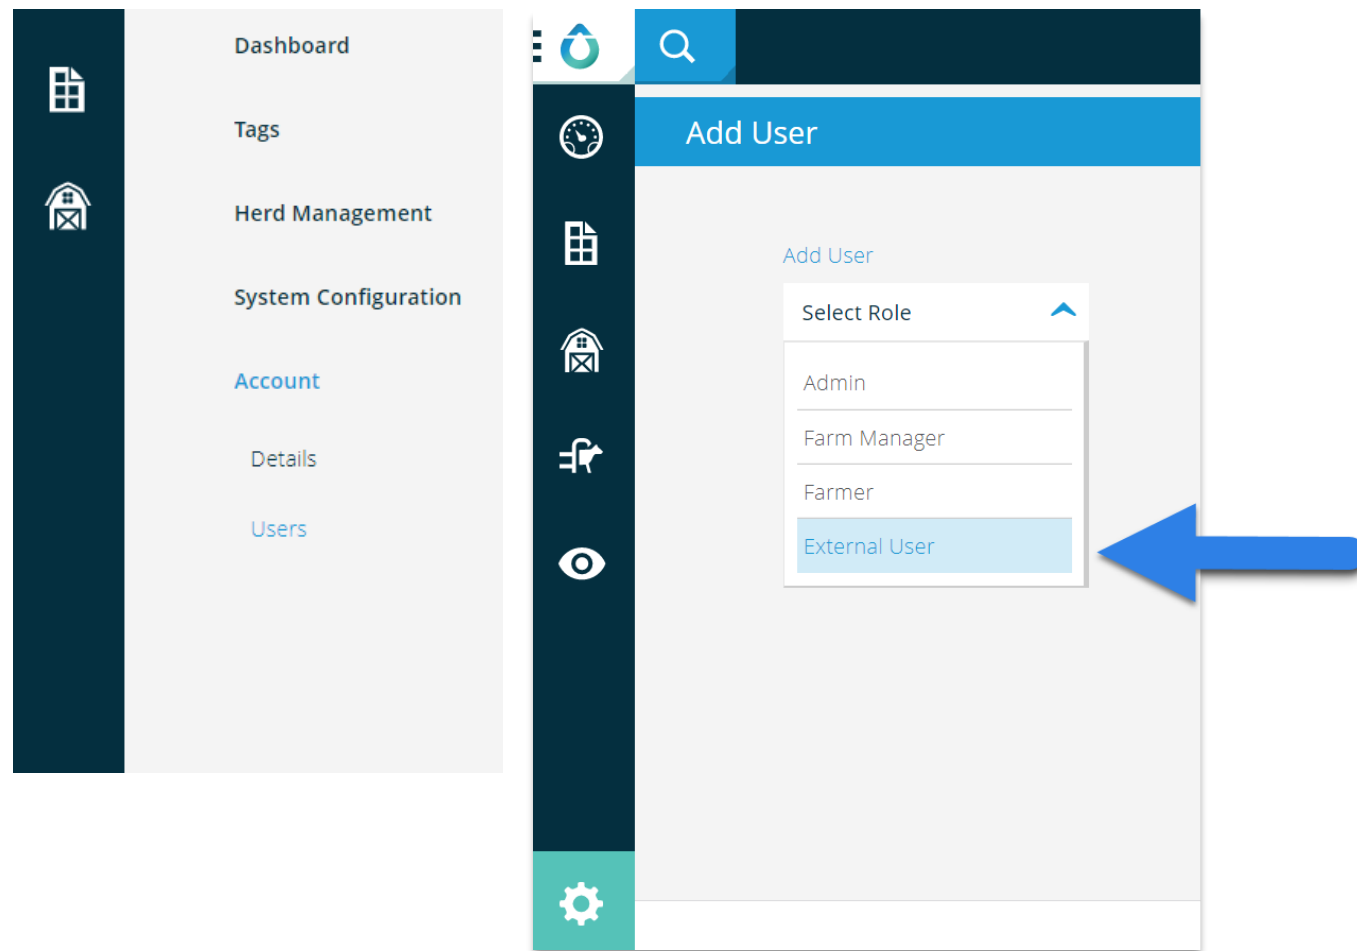 Dashboard
Tags
Herd Management
System Configuration
Account
Details
Users
Add User
Add User
Select Role
Admin
Farm Manager
Farmer
External User